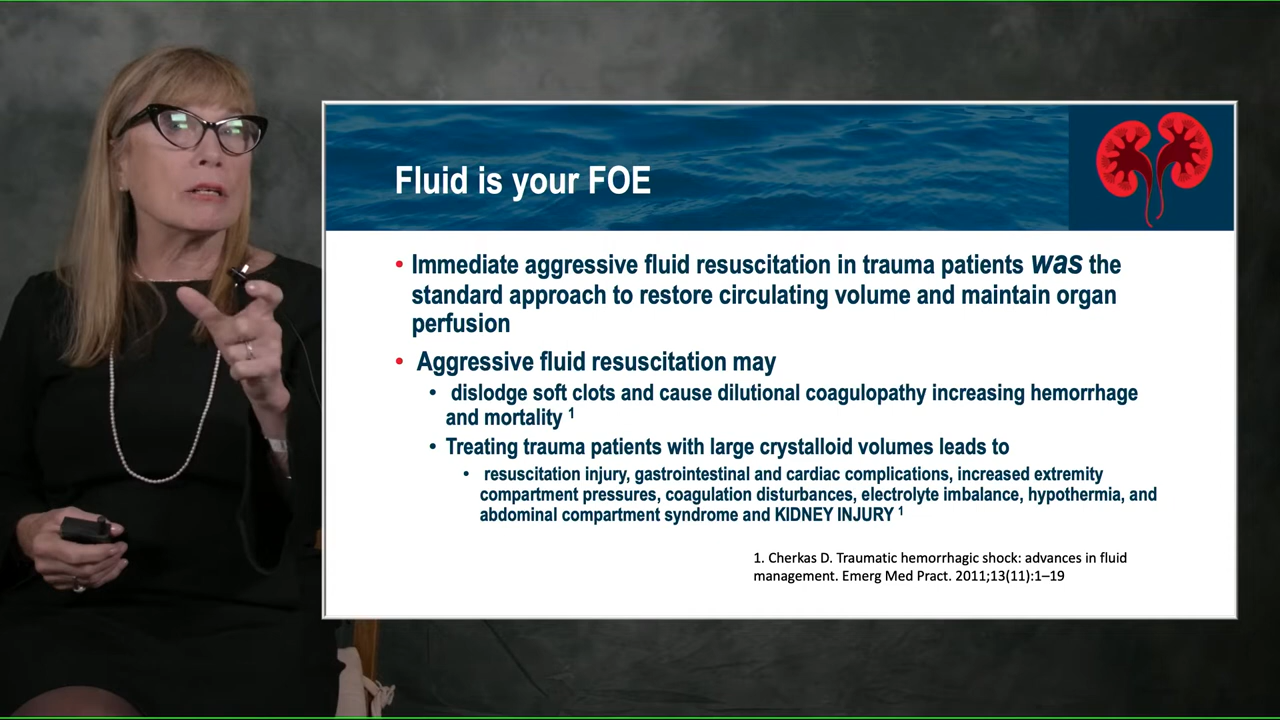 Fluid is your FOE
• Immediate aggressive fluid resuscitation in trauma patients was the
standard approach to restore circulating volume and maintain organ
perfusion
• Aggressive fluid resuscitation may
• dislodge soft clots and cause dilutional coagulopathy increasing hemorrhage
and mortality 1
• Treating trauma patients with large crystalloid volumes leads to
• resuscitation injury, gastrointestinal and cardiac complications, increased extremity
compartment pressures, coagulation disturbances, electrolyte imbalance, hypothermia, and
abdominal compartment syndrome and KIDNEY INJURY 1
1. Cherkas D. Traumatic hemorrhagic shock: advances in fluid
management. Emerg Med Pract. 2011;13(11):1–19